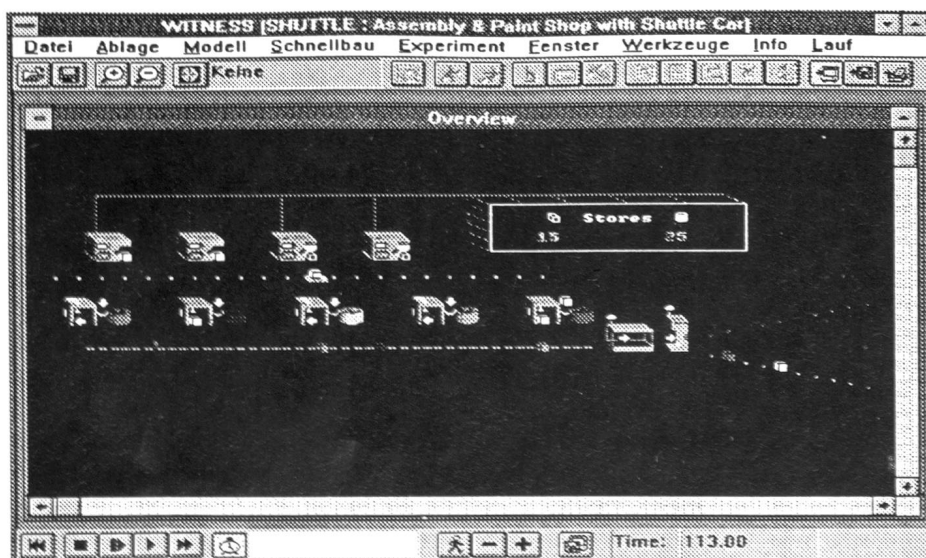 WITNESS [SHUTTLE : Assembly & Paint Shop with Shuttle Car]
Datei Ablage Modell Schnellbau Experiment Fenster Werkzeuge Info Lauf
Keine
Overview
Stores
15 25
Time: 113.00